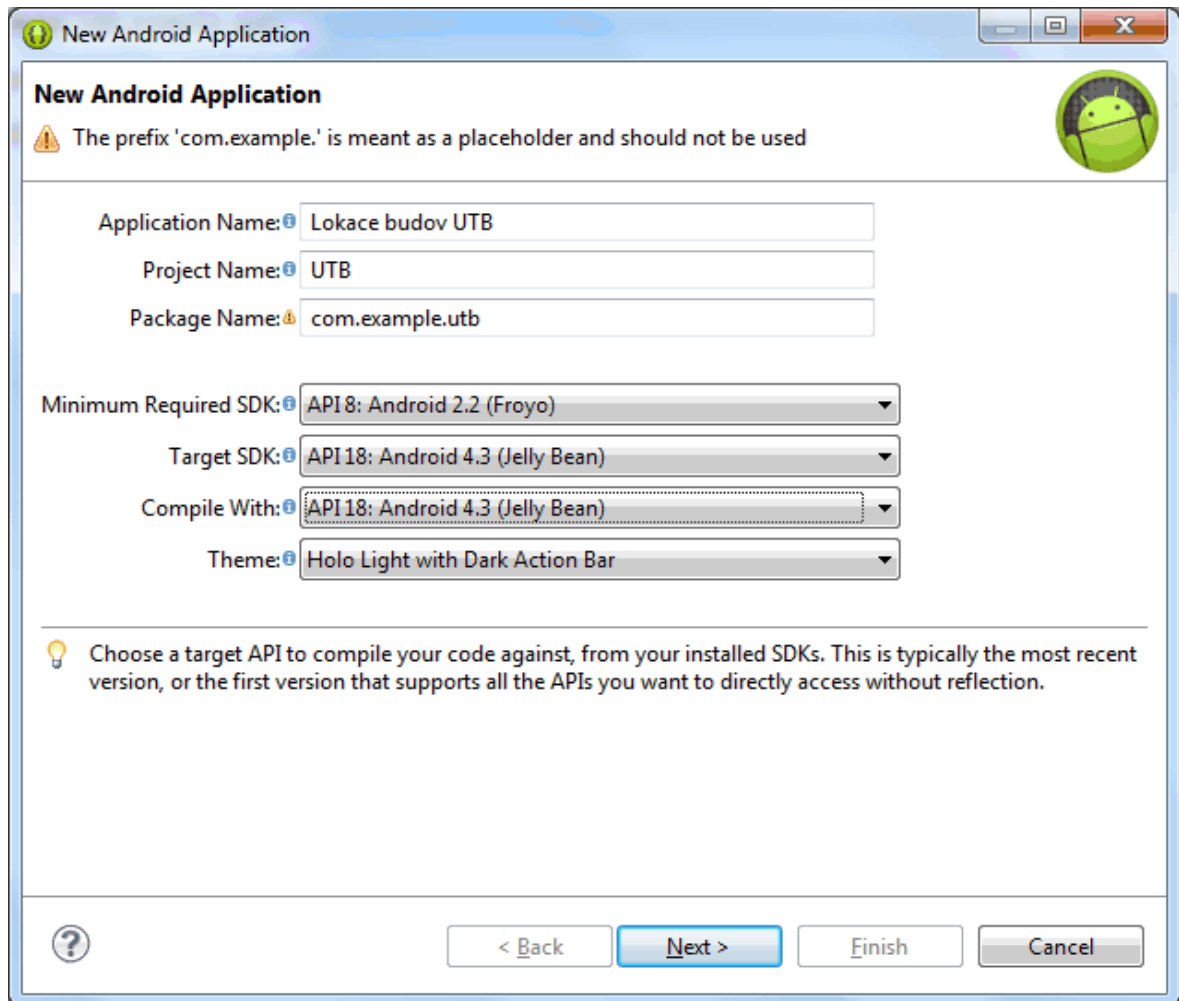 New Android Application
New Android Application
The prefix 'com.example.' is meant as a placeholder and should not be used
Application Name: Lokace budov UTB
Project Name: UTB
Package Name: com.example.utb
Minimum Required SDK: API 8: Android 2.2 (Froyo)
Target SDK: API 18: Android 4.3 (Jelly Bean)
Compile With: API 18: Android 4.3 (Jelly Bean)
Theme: Holo Light with Dark Action Bar
Choose a target API to compile your code against, from your installed SDKs. This is typically the most recent
version, or the first version that supports all the APIs you want to directly access without reflection.
? < Back Next > Finish Cancel